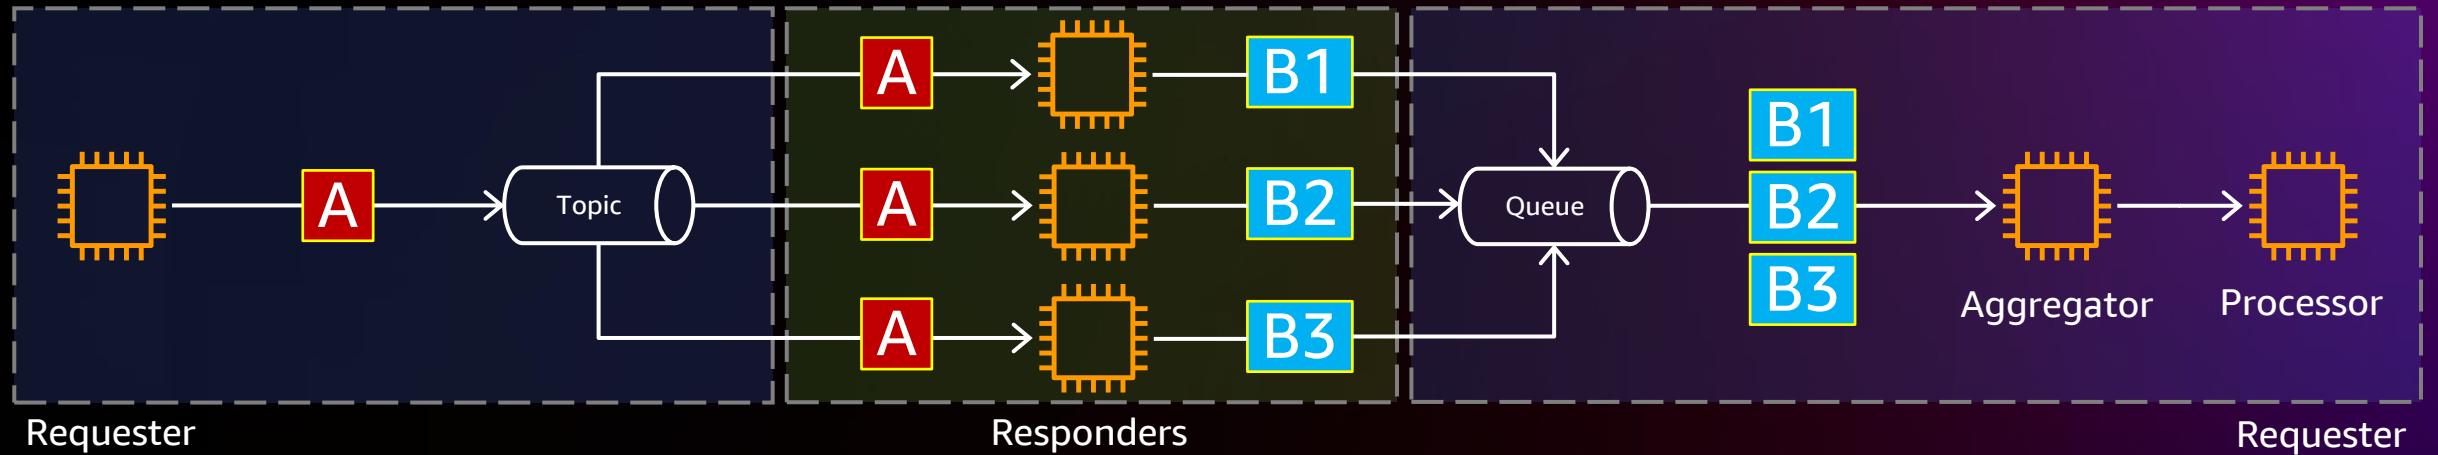 A
Topic
A
B1
A
B2
A
B3
Queue
B1
B2
B3
Aggregator
Processor
Requester
Responders
Requester